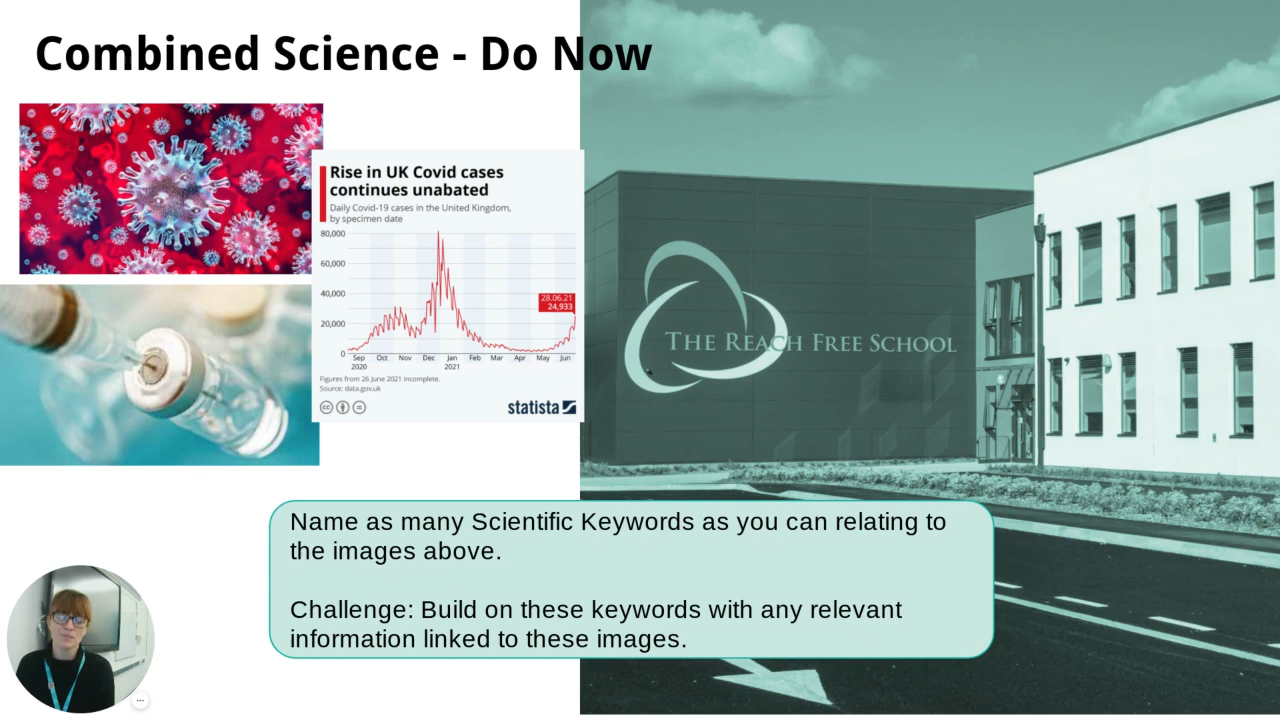 Combined Science - Do Now
Rise in UK Covid cases
continues unabated
Daily Covid-19 cases in the United Kingdom,
by specimen date
80,000
60,000
40,000
20,000
0
28.06.21
24,933
Sep Oct Nov Dec Jan Feb Mar Apr May Jun
2020 2021
Figures from 26 June 2021 incomplete.
Source: data.gov.uk
statista
THE REACH FREE SCHOOL
Name as many Scientific Keywords as you can relating to
the images above.
Challenge: Build on these keywords with any relevant
information linked to these images.